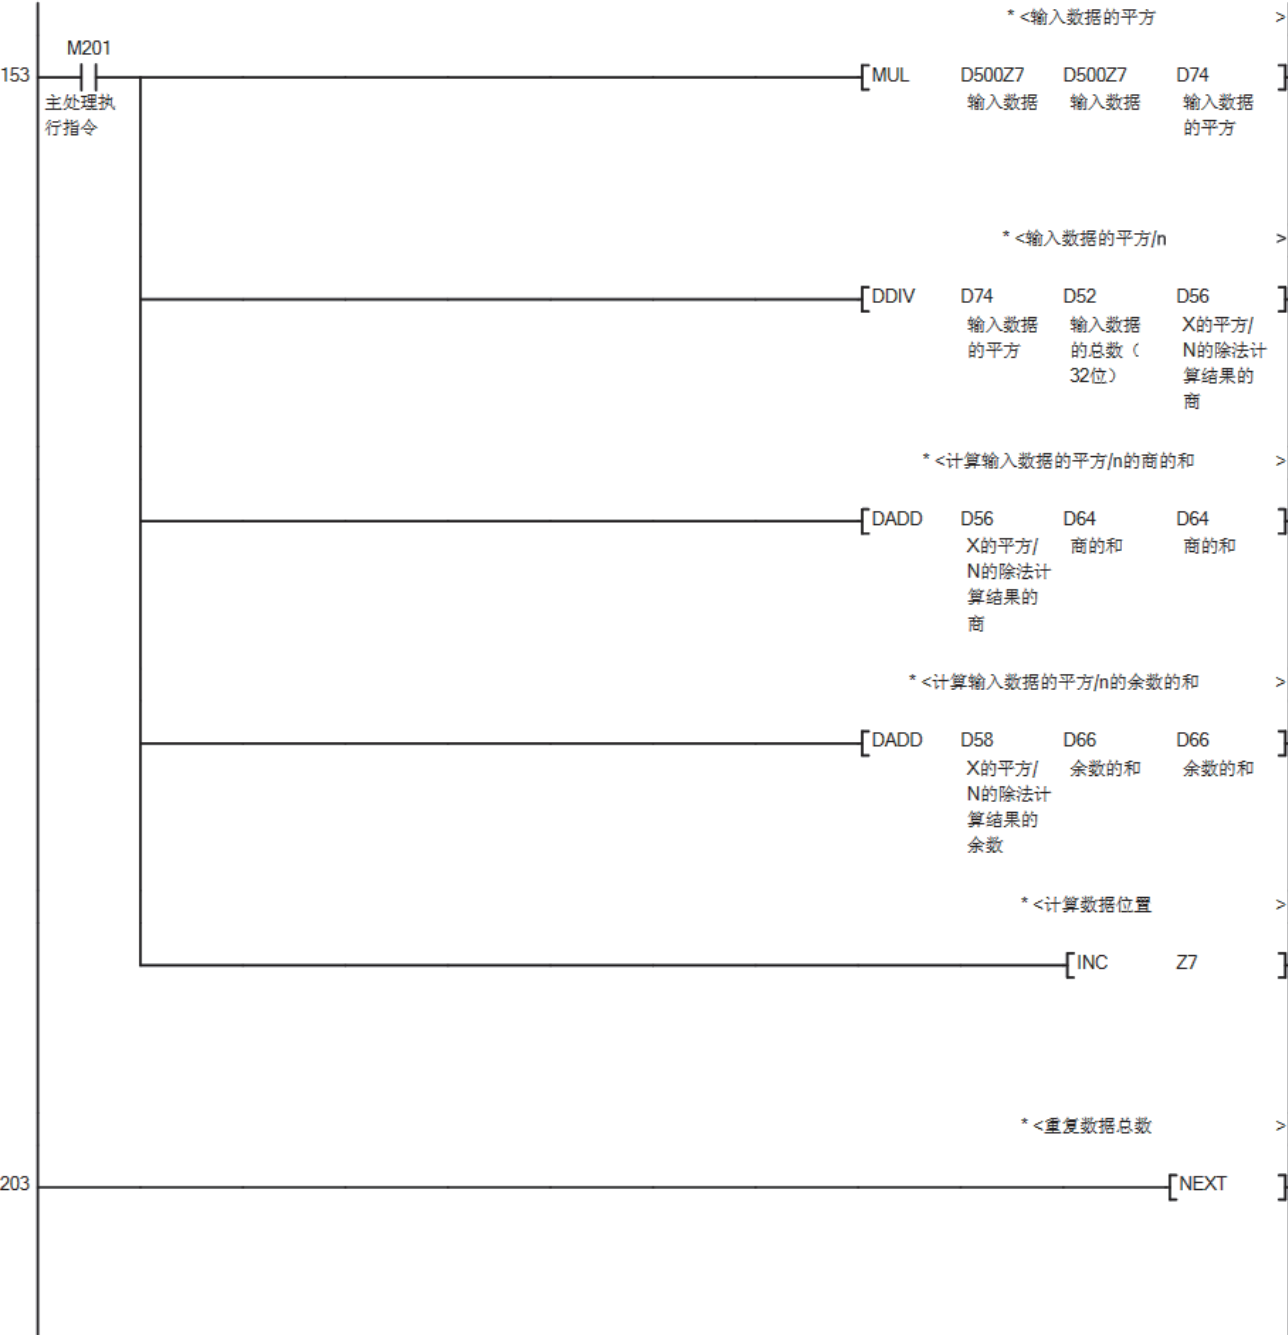 * <输入数据的平方 >
M201
153
MUL D500Z7 D500Z7 D74
主处理执 输入数据 输入数据 输入数据
行指令 的平方
* <输入数据的平方/n >
DDIV D74 D52 D56
输入数据 输入数据 X的平方/
的平方 的总数（ N的除法计
32位） 算结果的
商
* <计算输入数据的平方/n的商的和 >
DADD D56 D64 D64
X的平方/ 商的和 商的和
N的除法计
算结果的
商
* <计算输入数据的平方/n的余数的和 >
DADD D58 D66 D66
X的平方/ 余数的和 余数的和
N的除法计
算结果的
余数
* <计算数据位置 >
INC Z7
* <重复数据总数 >
203 NEXT